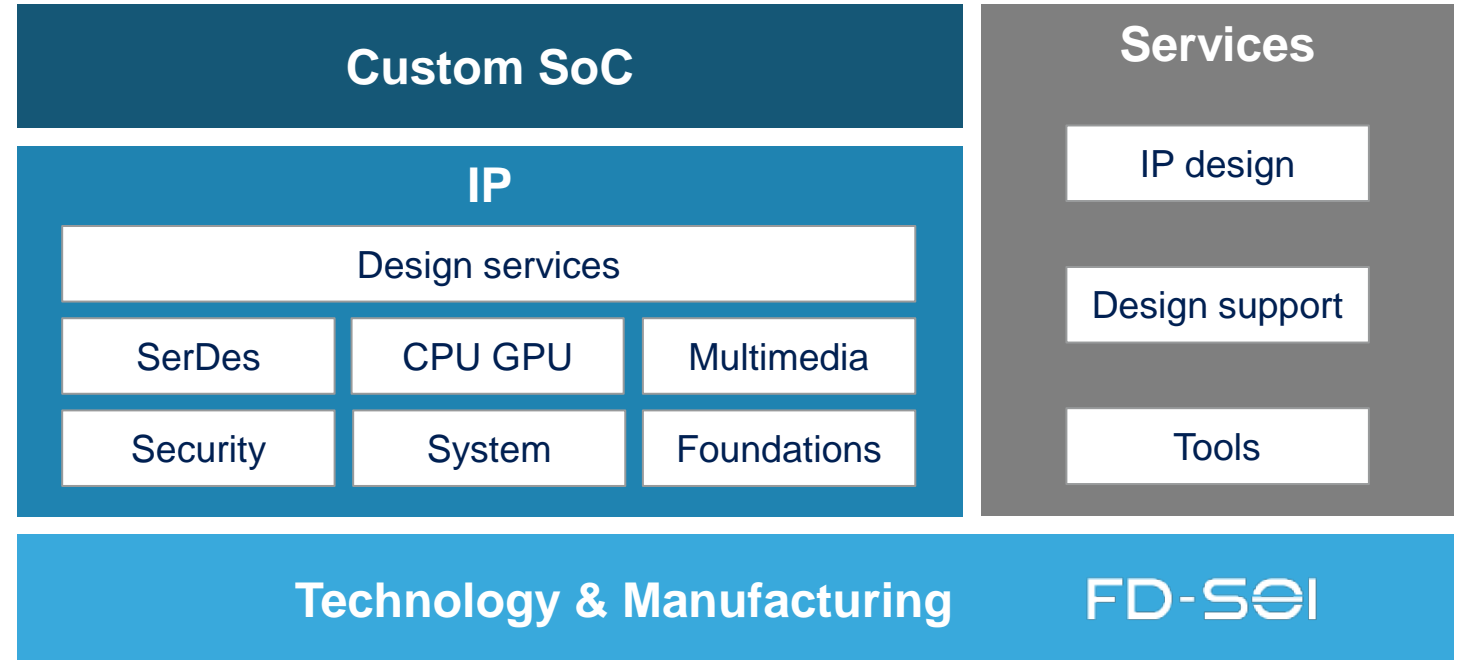 Custom SoC
IP
Design services
SerDes
CPU GPU
Multimedia
Security
System
Foundations
Services
IP design
Design support
Tools
Technology & Manufacturing
FD-SOI